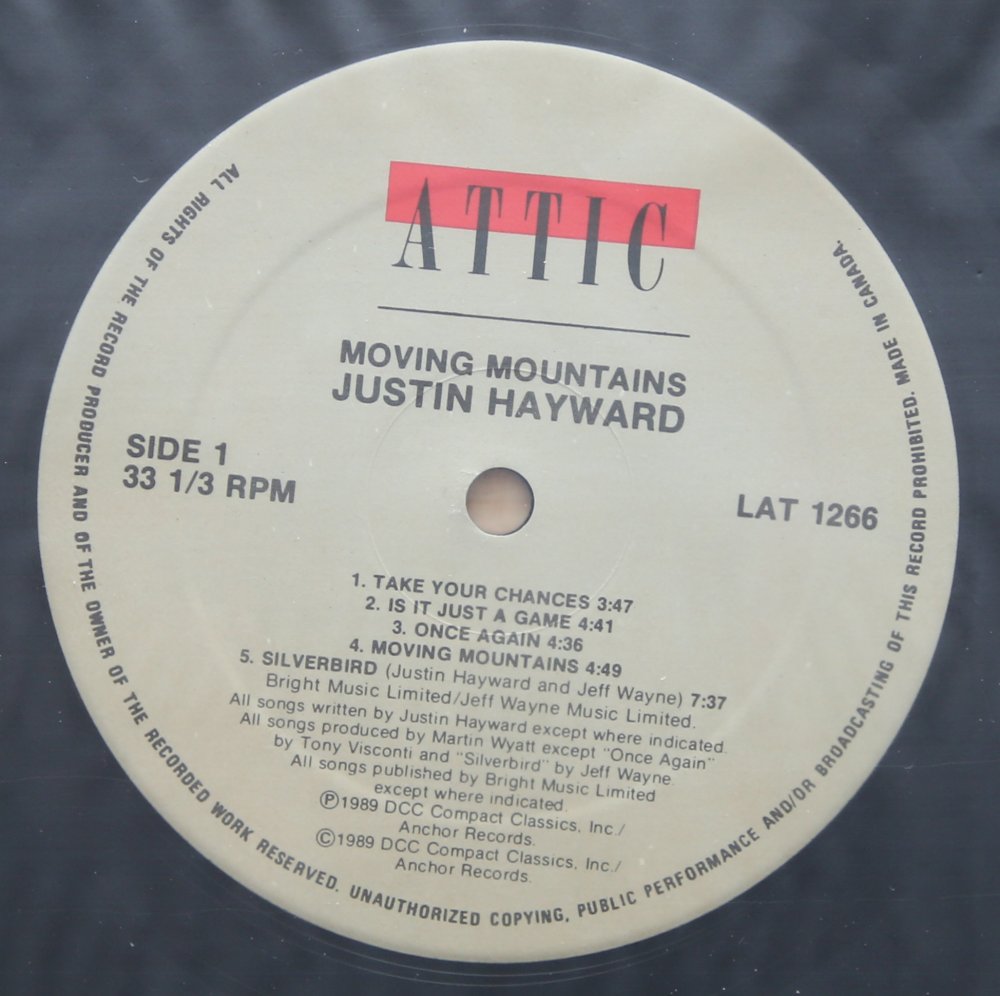 ATTIC
MOVING MOUNTAINS
JUSTIN HAYWARD
SIDE 1
33 1/3 RPM
LAT 1266
1. TAKE YOUR CHANCES 3:47
2. IS IT JUST A GAME 4:41
3. ONCE AGAIN 4:36
4. MOVING MOUNTAINS 4:49
5. SILVERBIRD (Justin Hayward and Jeff Wayne) 7:37
Bright Music Limited/Jeff Wayne Music Limited.
All songs written by Justin Hayward except where indicated.
All songs produced by Martin Wyatt except "Once Again"
by Tony Visconti and "Silverbird" by Jeff Wayne.
All songs published by Bright Music Limited
except where indicated.
Ⓟ1989 DCC Compact Classics, Inc./
Anchor Records.
©1989 DCC Compact Classics, Inc./
Anchor Records.
ALL RIGHTS OF THE RECORD PRODUCER AND OF THE OWNER OF THE RECORDED WORK RESERVED. UNAUTHORIZED COPYING, PUBLIC PERFORMANCE AND/OR BROADCASTING OF THIS RECORD PROHIBITED. MADE IN CANADA.